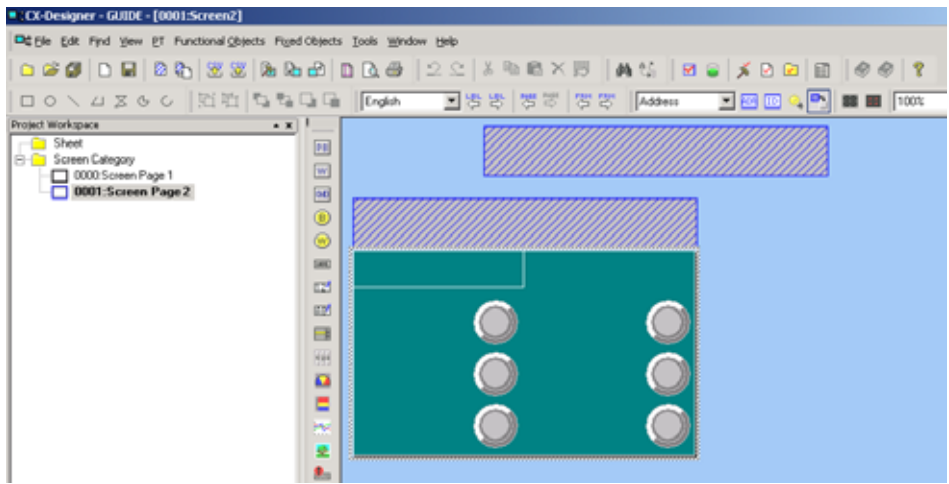 CX-Designer - GUIDE - [0001:Screen2]
File Edit Find View PT Functional Objects Fixed Objects Tools Window Help
English Address 100%
Project Workspace
Sheet
Screen Category
0000:Screen Page 1
0001:Screen Page 2